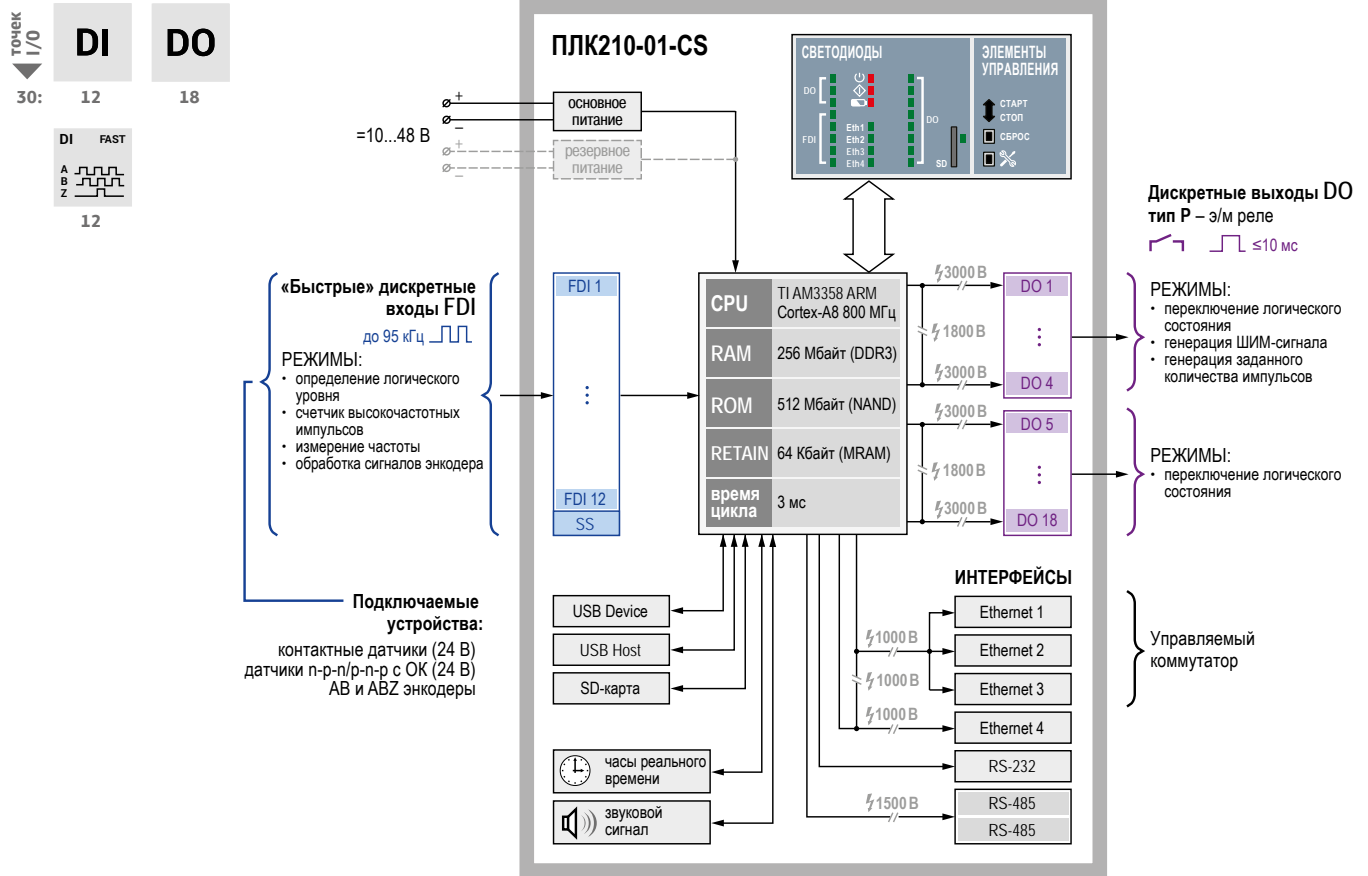 точек
I/O
DI
DO
30:
12
18
DI FAST
A
B
Z
12
ПЛК210-01-CS
=10...48 В
+
–
+
–
основное
питание
резервное
питание
СВЕТОДИОДЫ
DO
FDI
Eth1
Eth2
Eth3
Eth4
DO
SD
ЭЛЕМЕНТЫ
УПРАВЛЕНИЯ
СТАРТ
СТОП
СБРОС
Дискретные выходы DO
тип Р – э/м реле
≤10 мс
«Быстрые» дискретные
входы FDI
до 95 кГц
РЕЖИМЫ:
• определение логического
уровня
• счетчик высокочастотных
импульсов
• измерение частоты
• обработка сигналов энкодера
FDI 1
FDI 12
SS
CPU
TI AM3358 ARM
Cortex-A8 800 МГц
RAM
256 Мбайт (DDR3)
ROM
512 Мбайт (NAND)
RETAIN
64 Кбайт (MRAM)
время
цикла
3 мс
3000 В
1800 В
3000 В
3000 В
1800 В
3000 В
DO 1
DO 4
DO 5
DO 18
РЕЖИМЫ:
• переключение логического
состояния
• генерация ШИМ-сигнала
• генерация заданного
количества импульсов
РЕЖИМЫ:
• переключение логического
состояния
Подключаемые
устройства:
контактные датчики (24 В)
датчики n-p-n/p-n-p с ОК (24 В)
AB и ABZ энкодеры
USB Device
USB Host
SD-карта
часы реального
времени
звуковой
сигнал
ИНТЕРФЕЙСЫ
1000 В
1000 В
1000 В
1500 В
Ethernet 1
Ethernet 2
Ethernet 3
Ethernet 4
RS-232
RS-485
RS-485
Управляемый
коммутатор